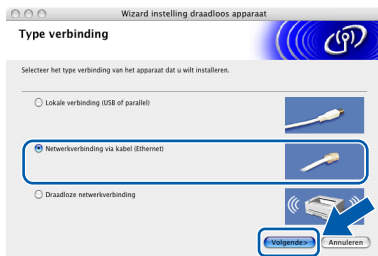 Wizard instelling draadloos apparaat
Type verbinding
Selecteer het type verbinding van het apparaat dat u wilt installeren.
Lokale verbinding (USB of parallel)
Netwerkverbinding via kabel (Ethernet)
Draadloze netwerkverbinding
Volgende>
Annuleren